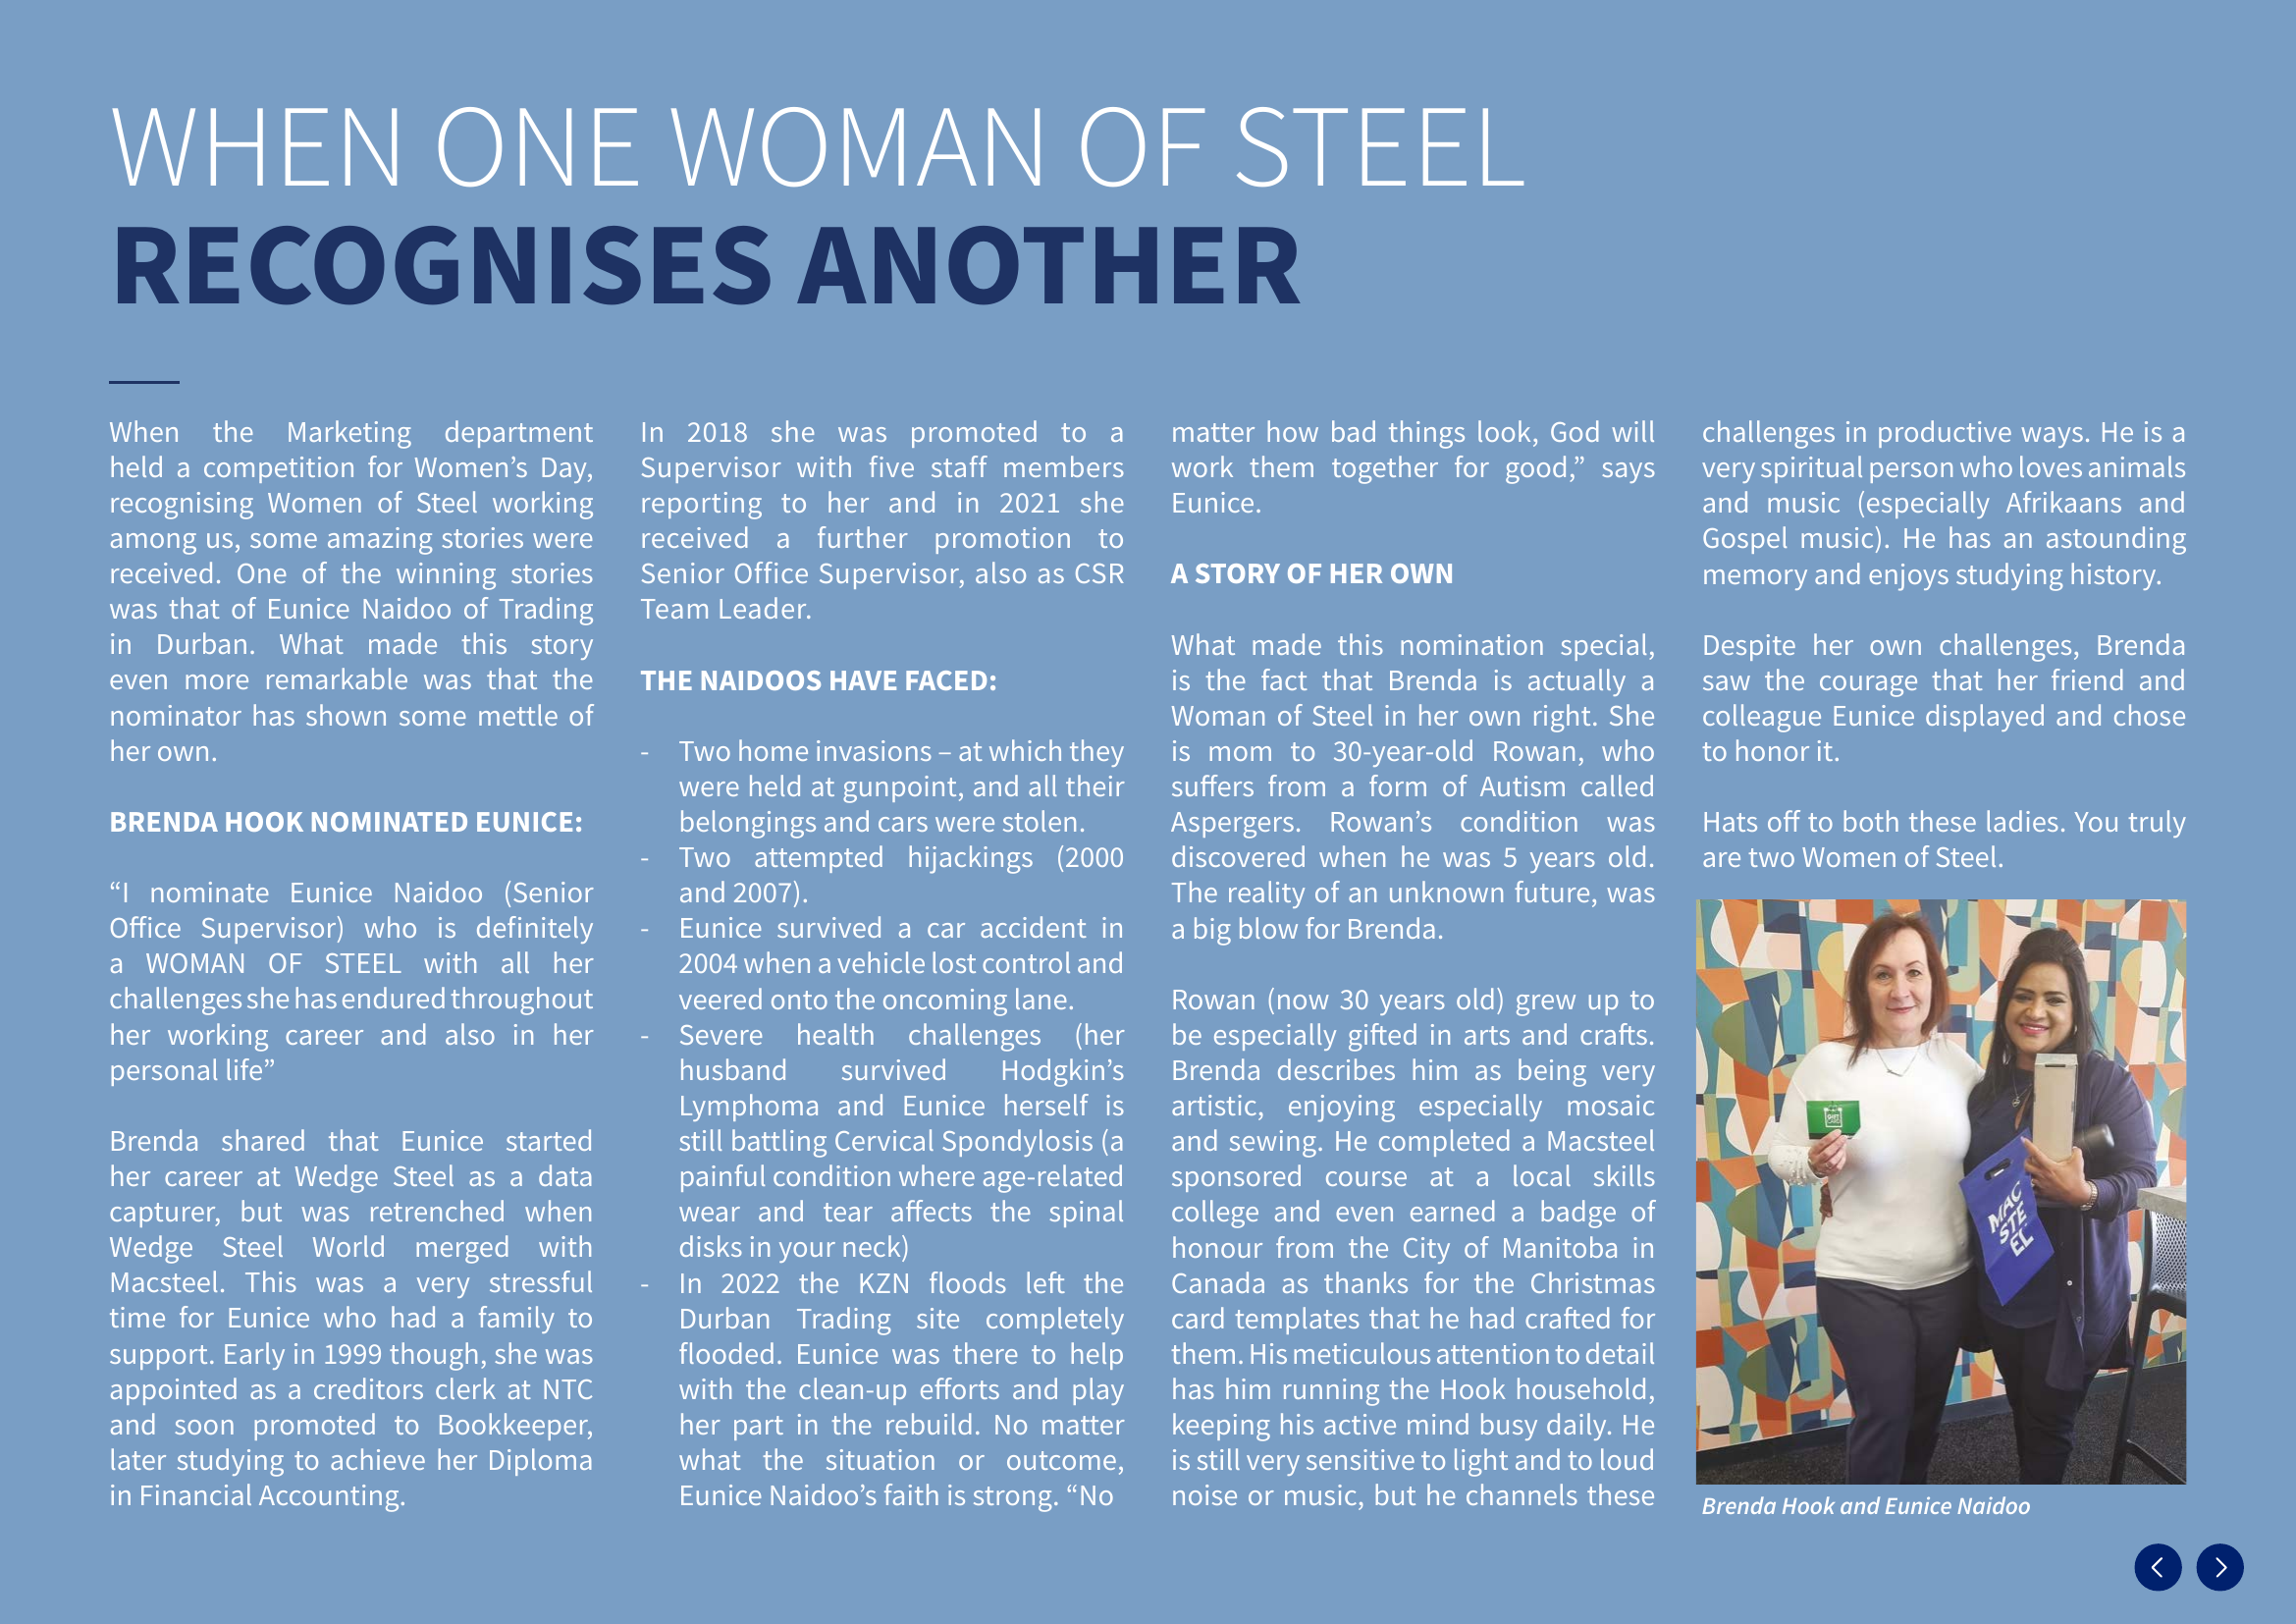 WHEN ONE WOMAN OF STEEL
RECOGNISES ANOTHER
When the Marketing department
held a competition for Women’s Day,
recognising Women of Steel working
among us, some amazing stories were
received. One of the winning stories
was that of Eunice Naidoo of Trading
in Durban. What made this story
even more remarkable was that the
nominator has shown some mettle of
her own.
BRENDA HOOK NOMINATED EUNICE:
“I nominate Eunice Naidoo (Senior
Office Supervisor) who is definitely
a WOMAN OF STEEL with all her
challenges she has endured throughout
her working career and also in her
personal life”
Brenda shared that Eunice started
her career at Wedge Steel as a data
capturer, but was retrenched when
Wedge Steel World merged with
Macsteel. This was a very stressful
time for Eunice who had a family to
support. Early in 1999 though, she was
appointed as a creditors clerk at NTC
and soon promoted to Bookkeeper,
later studying to achieve her Diploma
in Financial Accounting.
In 2018 she was promoted to a
Supervisor with five staff members
reporting to her and in 2021 she
received a further promotion to
Senior Office Supervisor, also as CSR
Team Leader.
THE NAIDOOS HAVE FACED:
- Two home invasions – at which they
were held at gunpoint, and all their
belongings and cars were stolen.
- Two attempted hijackings (2000
and 2007).
- Eunice survived a car accident in
2004 when a vehicle lost control and
veered onto the oncoming lane.
- Severe health challenges (her
husband survived Hodgkin’s
Lymphoma and Eunice herself is
still battling Cervical Spondylosis (a
painful condition where age-related
wear and tear affects the spinal
disks in your neck)
- In 2022 the KZN floods left the
Durban Trading site completely
flooded. Eunice was there to help
with the clean-up efforts and play
her part in the rebuild. No matter
what the situation or outcome,
Eunice Naidoo’s faith is strong. “No
matter how bad things look, God will
work them together for good,” says
Eunice.
A STORY OF HER OWN
What made this nomination special,
is the fact that Brenda is actually a
Woman of Steel in her own right. She
is mom to 30-year-old Rowan, who
suffers from a form of Autism called
Aspergers. Rowan’s condition was
discovered when he was 5 years old.
The reality of an unknown future, was
a big blow for Brenda.
Rowan (now 30 years old) grew up to
be especially gifted in arts and crafts.
Brenda describes him as being very
artistic, enjoying especially mosaic
and sewing. He completed a Macsteel
sponsored course at a local skills
college and even earned a badge of
honour from the City of Manitoba in
Canada as thanks for the Christmas
card templates that he had crafted for
them. His meticulous attention to detail
has him running the Hook household,
keeping his active mind busy daily. He
is still very sensitive to light and to loud
noise or music, but he channels these
challenges in productive ways. He is a
very spiritual person who loves animals
and music (especially Afrikaans and
Gospel music). He has an astounding
memory and enjoys studying history.
Despite her own challenges, Brenda
saw the courage that her friend and
colleague Eunice displayed and chose
to honor it.
Hats off to both these ladies. You truly
are two Women of Steel.
MAC
STE
EL
Brenda Hook and Eunice Naidoo